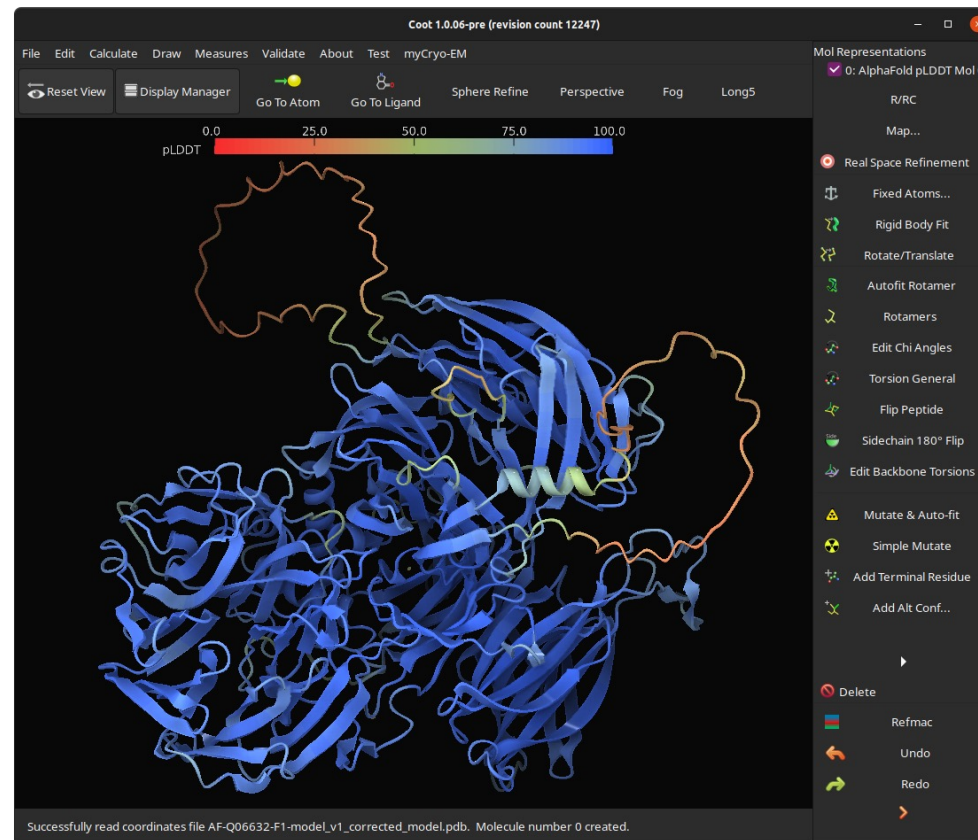 Coot 1.0.06-pre (revision count 12247)
File Edit Calculate Draw Measures Validate About Test myCryo-EM
Reset View Display Manager Go To Atom Go To Ligand Sphere Refine Perspective Fog Long5
Mol Representations
0: AlphaFold pLDDT Mol
R/RC
Map...
0.0 25.0 50.0 75.0 100.0
pLDDT
Real Space Refinement
Fixed Atoms...
Rigid Body Fit
Rotate/Translate
Autofit Rotamer
Rotamers
Edit Chi Angles
Torsion General
Flip Peptide
Side
Sidechain 180° Flip
Edit Backbone Torsions
Mutate & Auto-fit
Simple Mutate
Add Terminal Residue
Add Alt Conf...
Delete
Refmac
Undo
Redo
Successfully read coordinates file AF-Q06632-F1-model_v1_corrected_model.pdb. Molecule number 0 created.